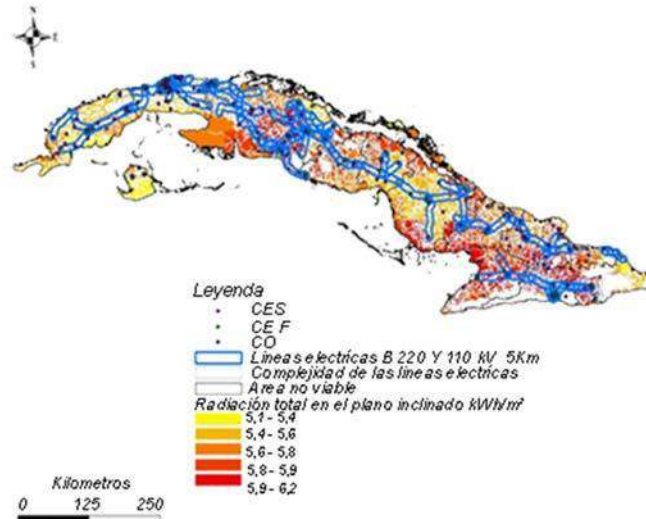 N
E
S
Leyenda
CES
CE F
CO
Lineas electricas B 220 Y 110 kV 5Km
Complejidad de las lineas electricas
Area no viable
Radiación total en el plano inclinado kWh/m²
5,1 - 5,4
5,4 - 5,6
5,6 - 5,8
5,8 - 5,9
5,9 - 6,2
Kilometros
0 125 250